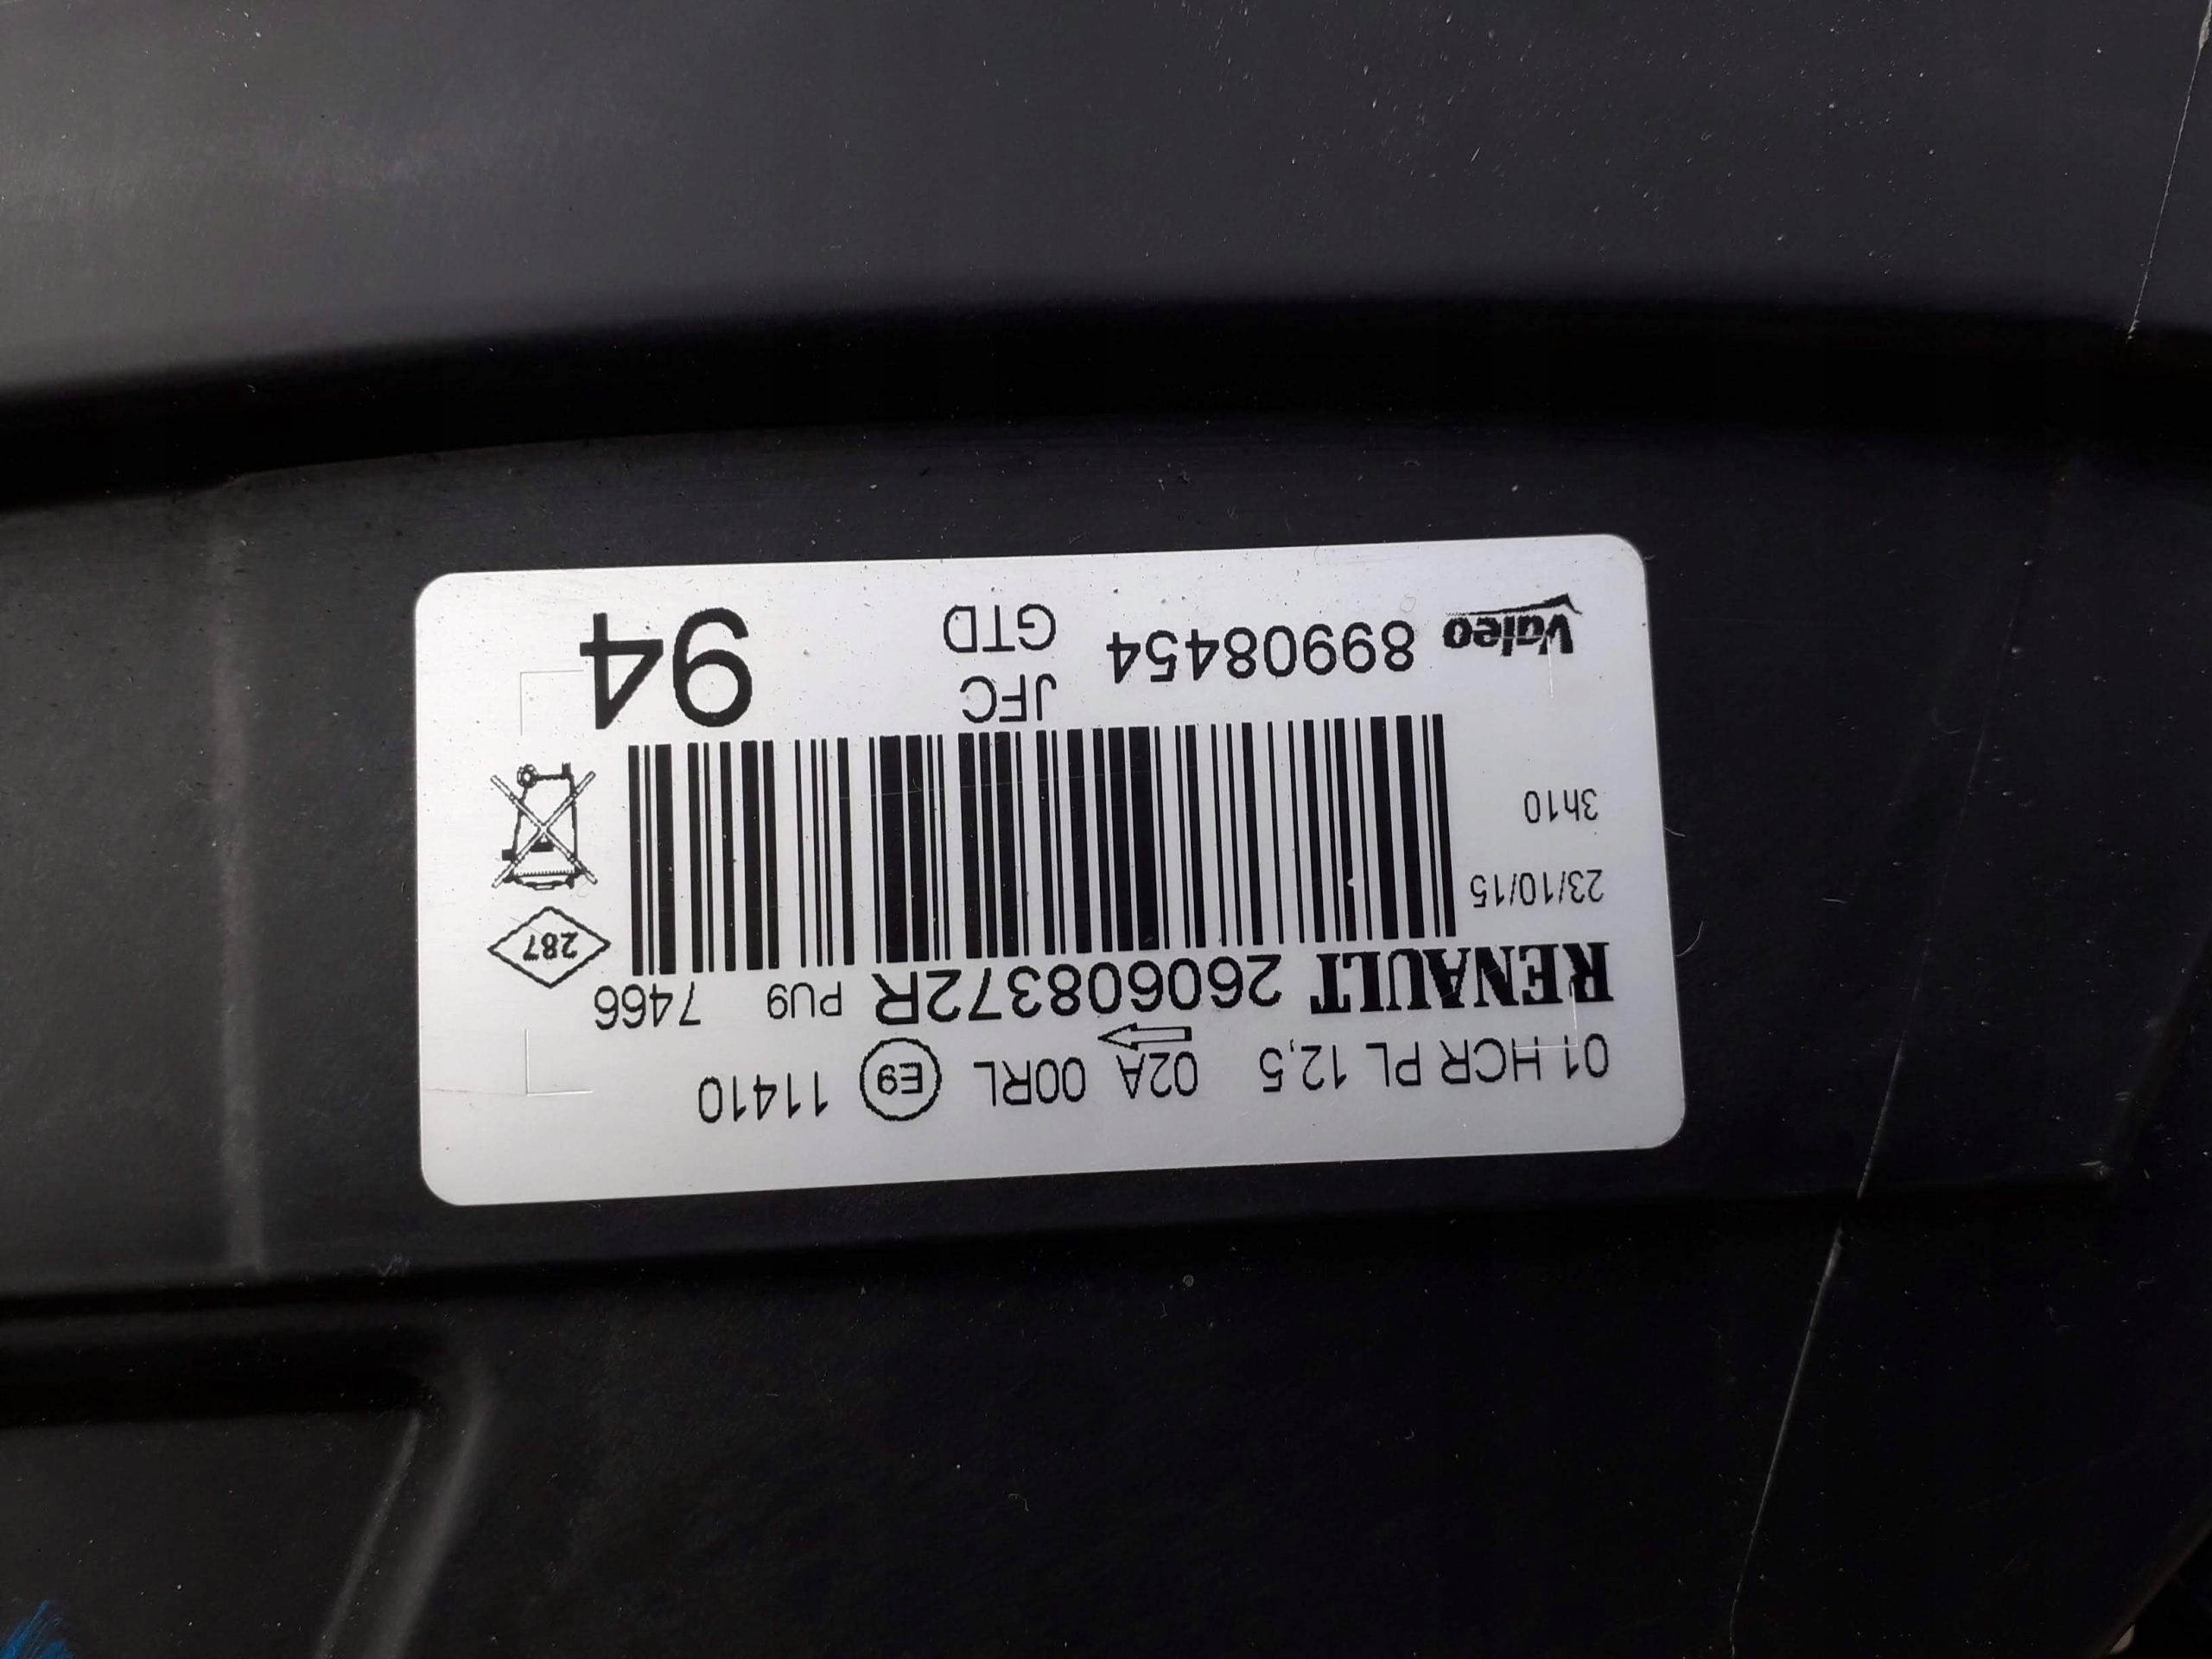 01 HCR PL 12,5 02A 00RL E9 11410
RENAULT 260608372R PU9 7466
23/10/15
287
3h10
JFC
Valeo 89908454 GTD
94